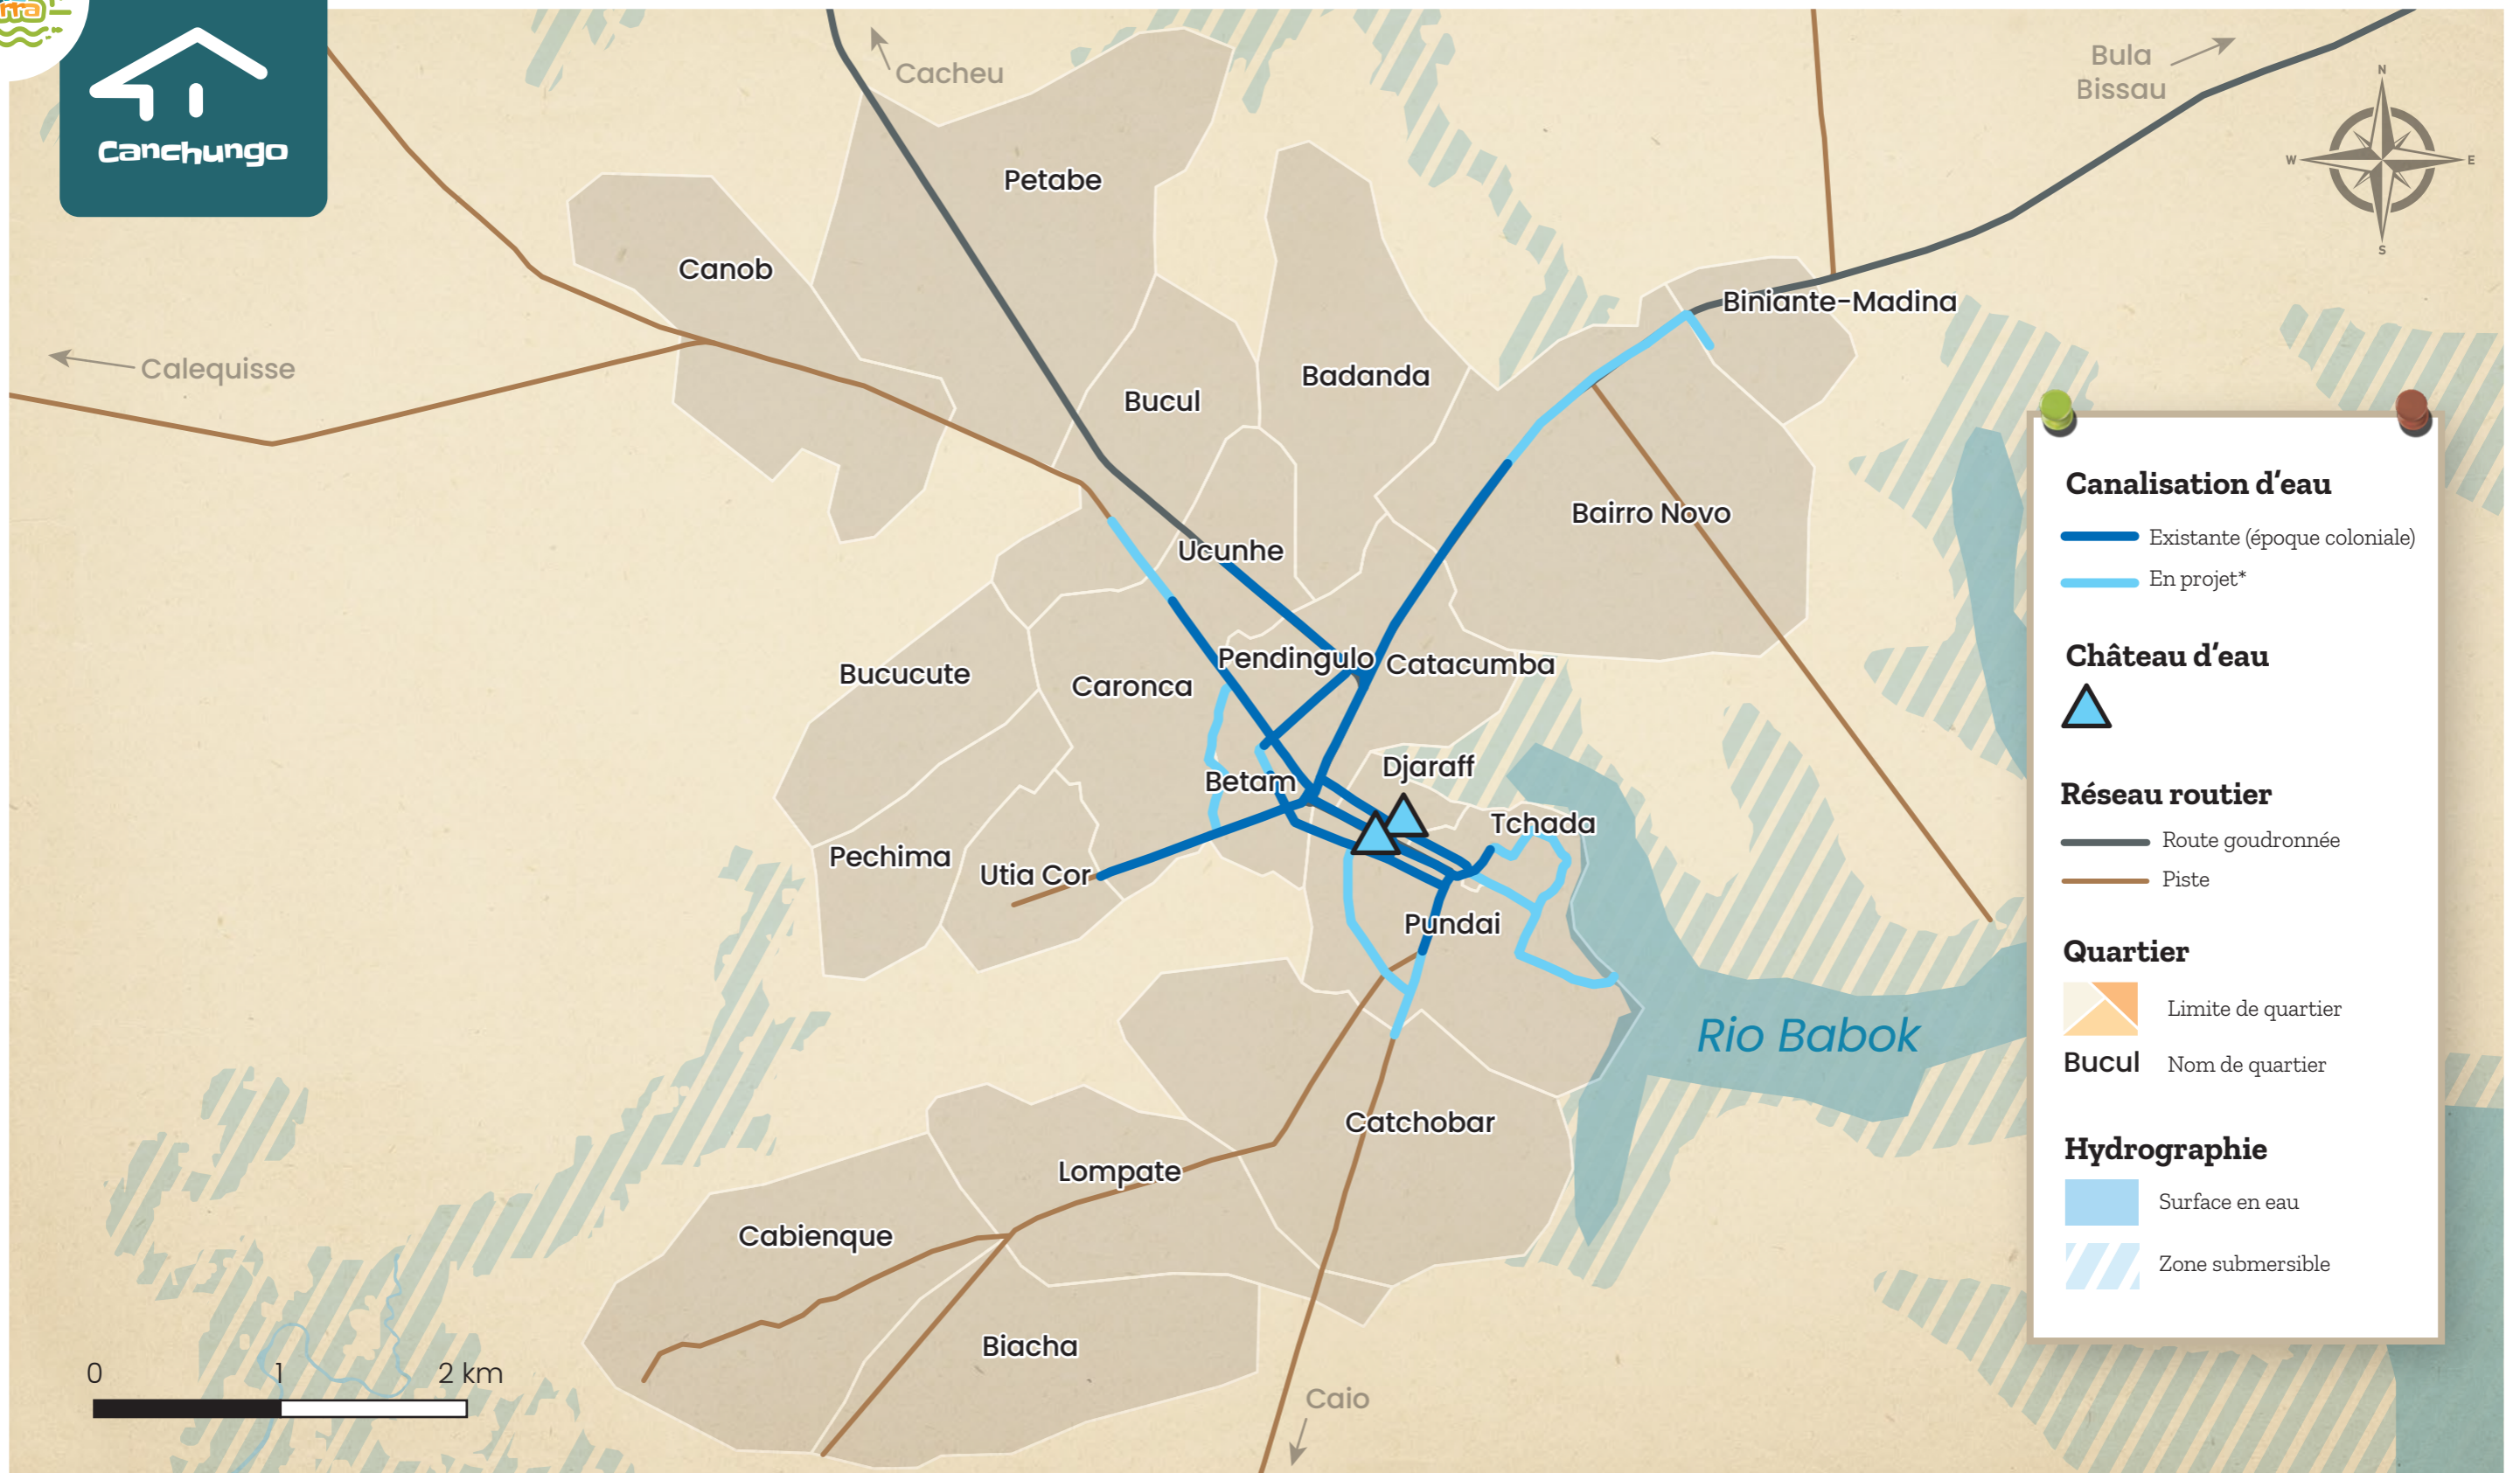 rra
Canchungo
Cacheu
Bula
Bissau
N
W
E
S
Petabe
Canob
Biniante-Madina
Calequisse
Badanda
Bucul
Bairro Novo
Ucunhe
Pendingulo
Catacumba
Bucucute
Caronca
Djaraff
Betam
Tchada
Pechima
Utia Cor
Pundai
Rio Babok
Catchobar
Lompate
Cabienque
Biacha
Caio
0 1 2 km
Canalisation d’eau
Existante (époque coloniale)
En projet*
Château d’eau
Réseau routier
Route goudronnée
Piste
Quartier
Limite de quartier
Bucul Nom de quartier
Hydrographie
Surface en eau
Zone submersible